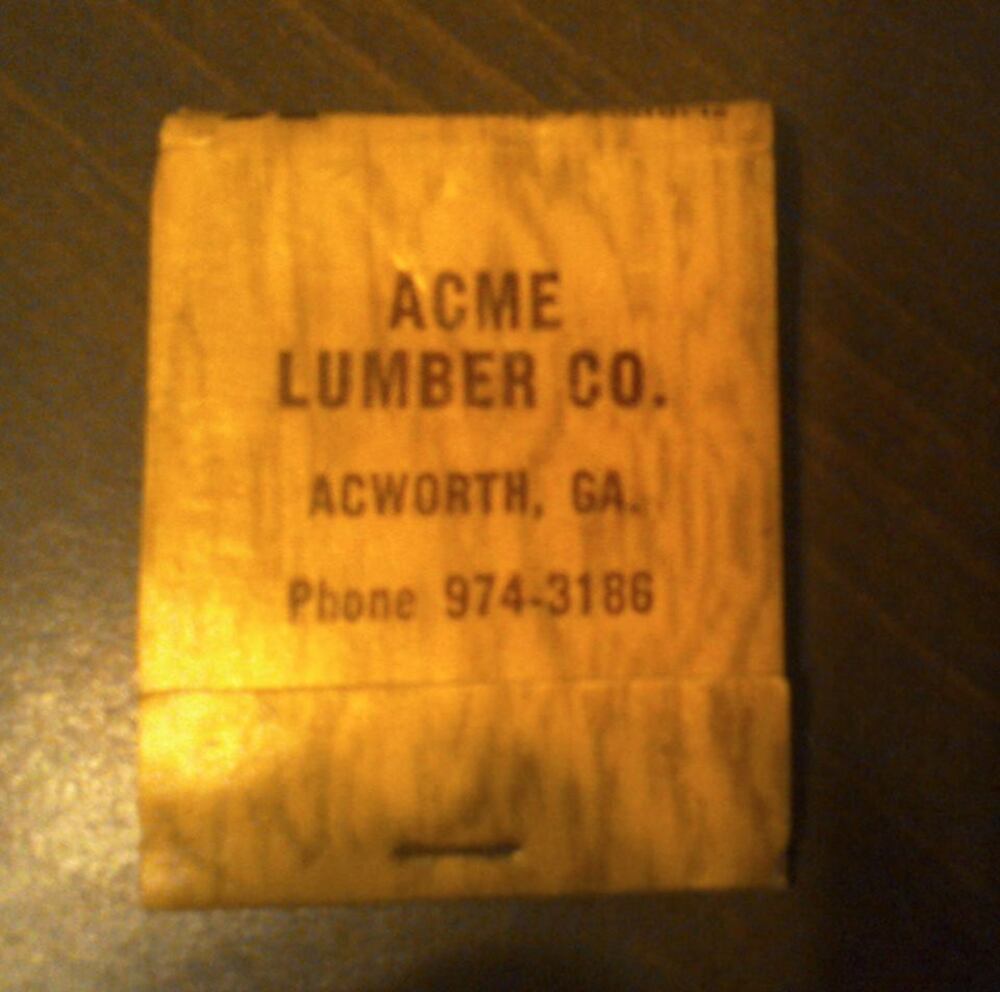 ACME
LUMBER CO.
ACWORTH, GA.
Phone 974-3186